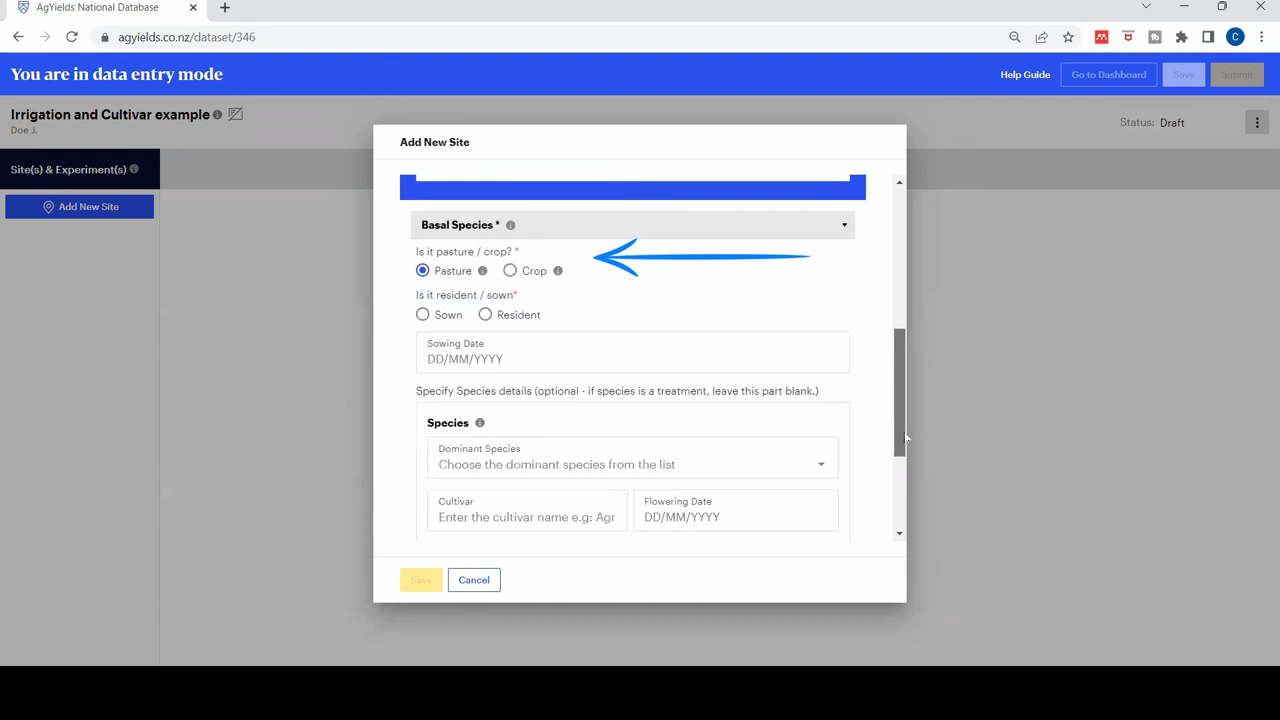 AgYields National Database
agyields.co.nz/dataset/346
You are in data entry mode
Help Guide
Go to Dashboard
Save
Submit
Irrigation and Cultivar example
Doe J.
Status: Draft
Site(s) & Experiment(s)
Add New Site
Add New Site
Basal Species *
Is it pasture / crop? *
Pasture
Crop
Is it resident / sown*
Sown
Resident
Sowing Date
DD/MM/YYYY
Specify Species details (optional - if species is a treatment, leave this part blank.)
Species
Dominant Species
Choose the dominant species from the list
Cultivar
Enter the cultivar name e.g: Agr
Flowering Date
DD/MM/YYYY
Save
Cancel